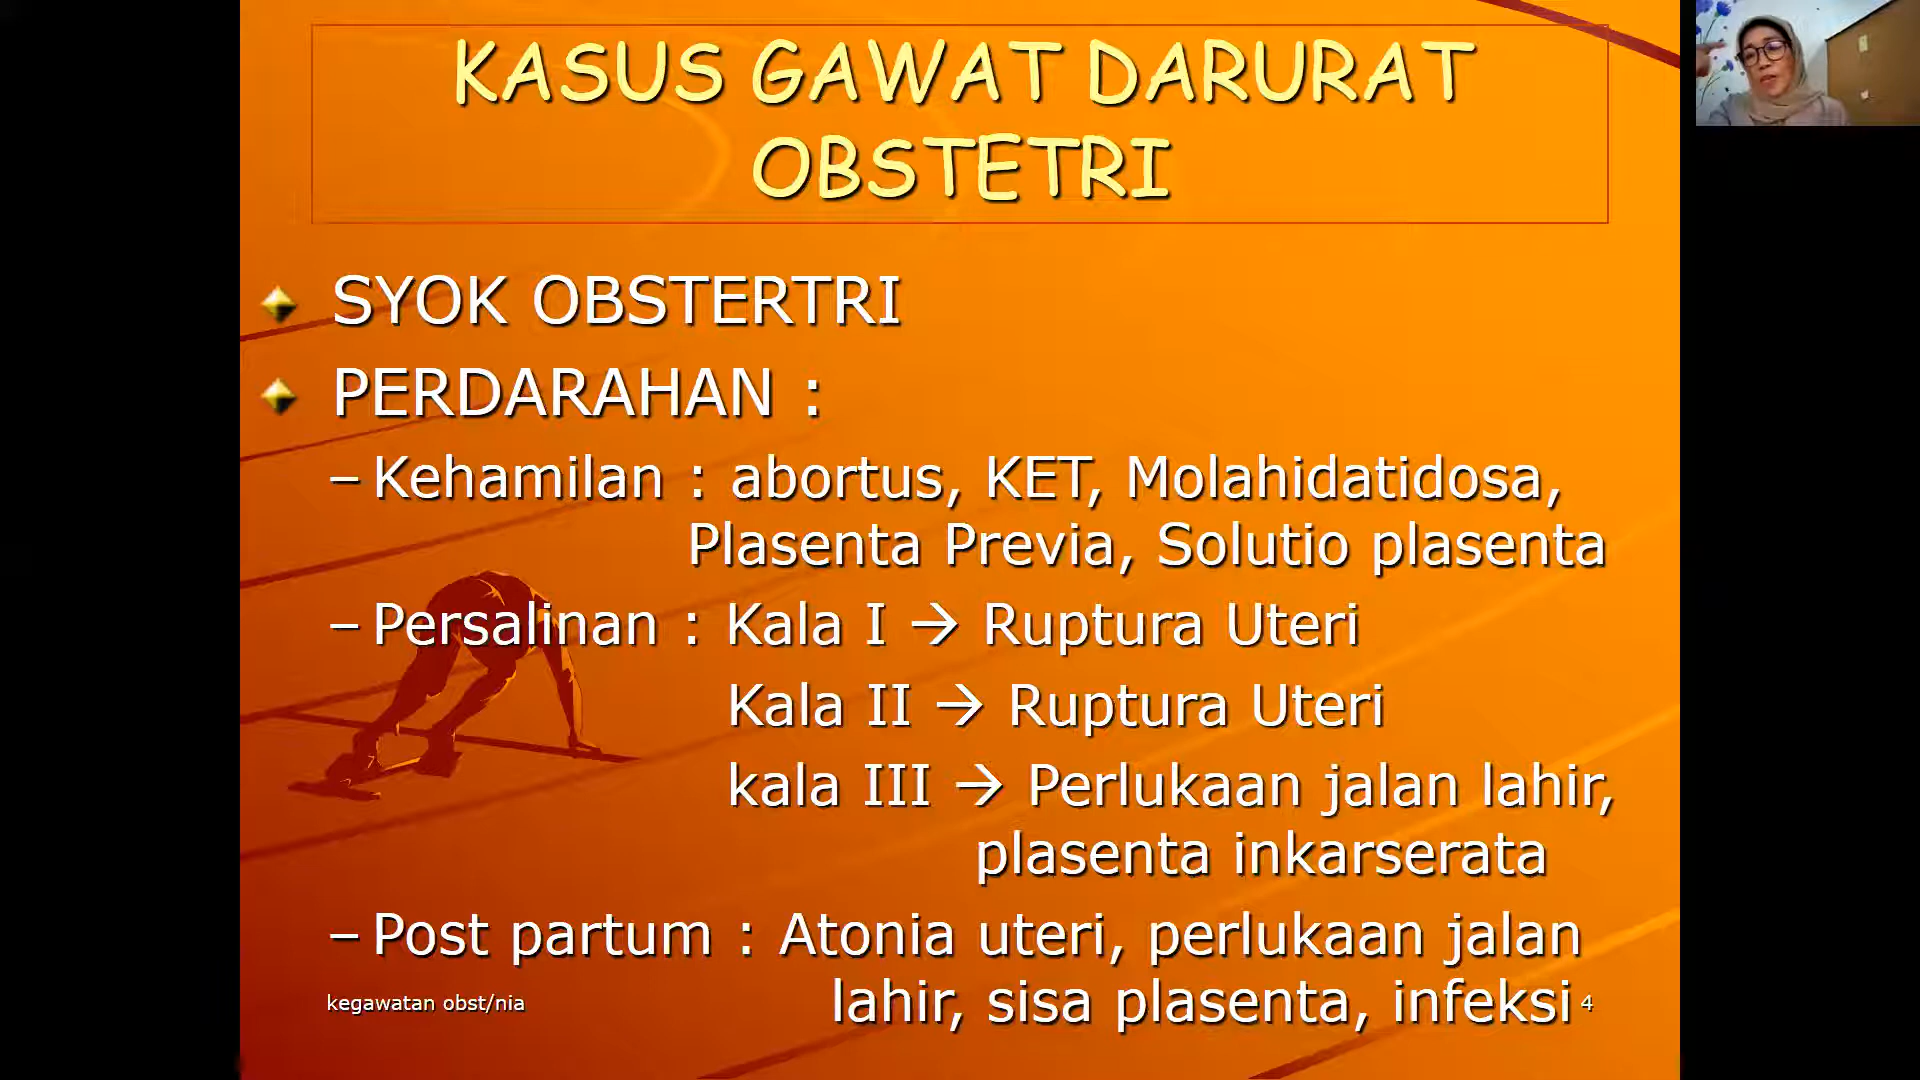 KASUS GAWAT DARURAT
OBSTETRI
SYOK OBSTERTRI
PERDARAHAN :
– Kehamilan : abortus, KET, Molahidatidosa,
Plasenta Previa, Solutio plasenta
– Persalinan : Kala I → Ruptura Uteri
Kala II → Ruptura Uteri
kala III → Perlukaan jalan lahir,
plasenta inkarserata
– Post partum : Atonia uteri, perlukaan jalan
lahir, sisa plasenta, infeksi
kegawatan obst/nia
4